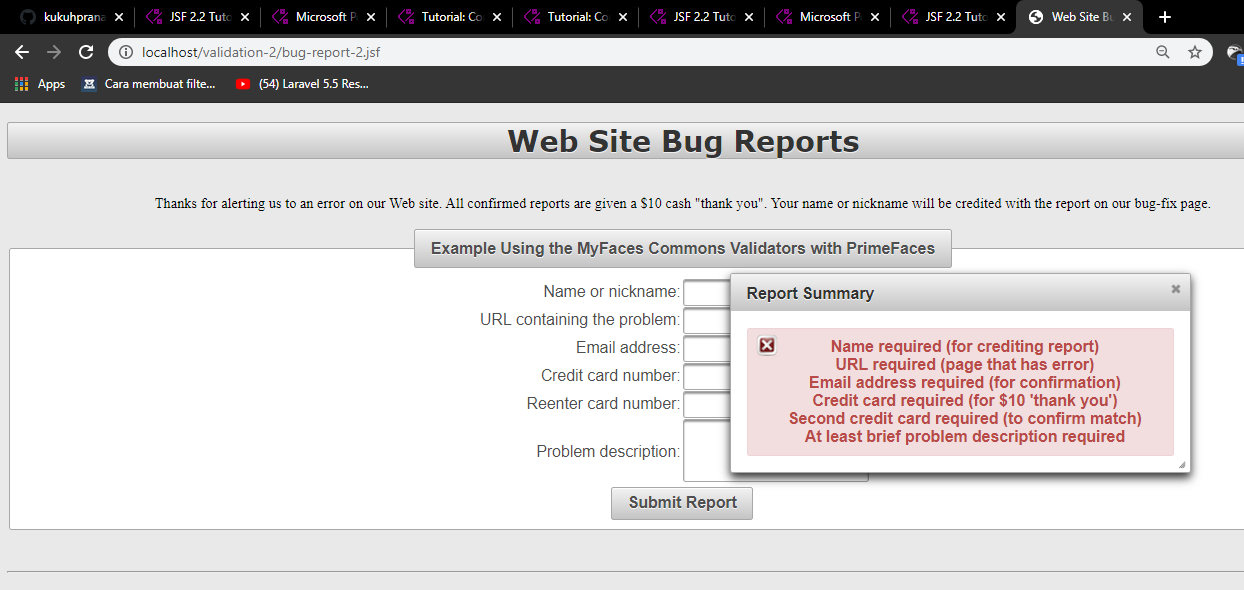 kukuhprana
JSF 2.2 Tuto
Microsoft P
Tutorial: Co
Tutorial: Co
JSF 2.2 Tuto
Microsoft P
JSF 2.2 Tuto
Web Site Bu
localhost/validation-2/bug-report-2.jsf
Apps
Cara membuat filte...
(54) Laravel 5.5 Res...
Web Site Bug Reports
Thanks for alerting us to an error on our Web site. All confirmed reports are given a $10 cash "thank you". Your name or nickname will be credited with the report on our bug-fix page.
Example Using the MyFaces Commons Validators with PrimeFaces
Name or nickname:
URL containing the problem:
Email address:
Credit card number:
Reenter card number:
Problem description:
Submit Report
Report Summary
Name required (for crediting report)
URL required (page that has error)
Email address required (for confirmation)
Credit card required (for $10 'thank you')
Second credit card required (to confirm match)
At least brief problem description required